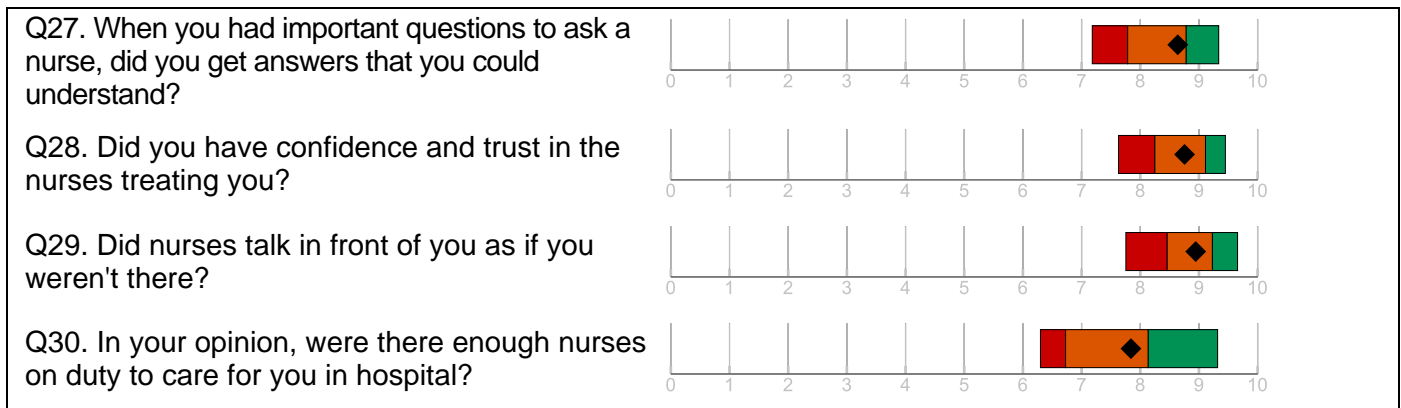 Q27. When you had important questions to ask a
nurse, did you get answers that you could
understand?
0 1 2 3 4 5 6 7 8 9 10
Q28. Did you have confidence and trust in the
nurses treating you?
0 1 2 3 4 5 6 7 8 9 10
Q29. Did nurses talk in front of you as if you
weren't there?
0 1 2 3 4 5 6 7 8 9 10
Q30. In your opinion, were there enough nurses
on duty to care for you in hospital?
0 1 2 3 4 5 6 7 8 9 10